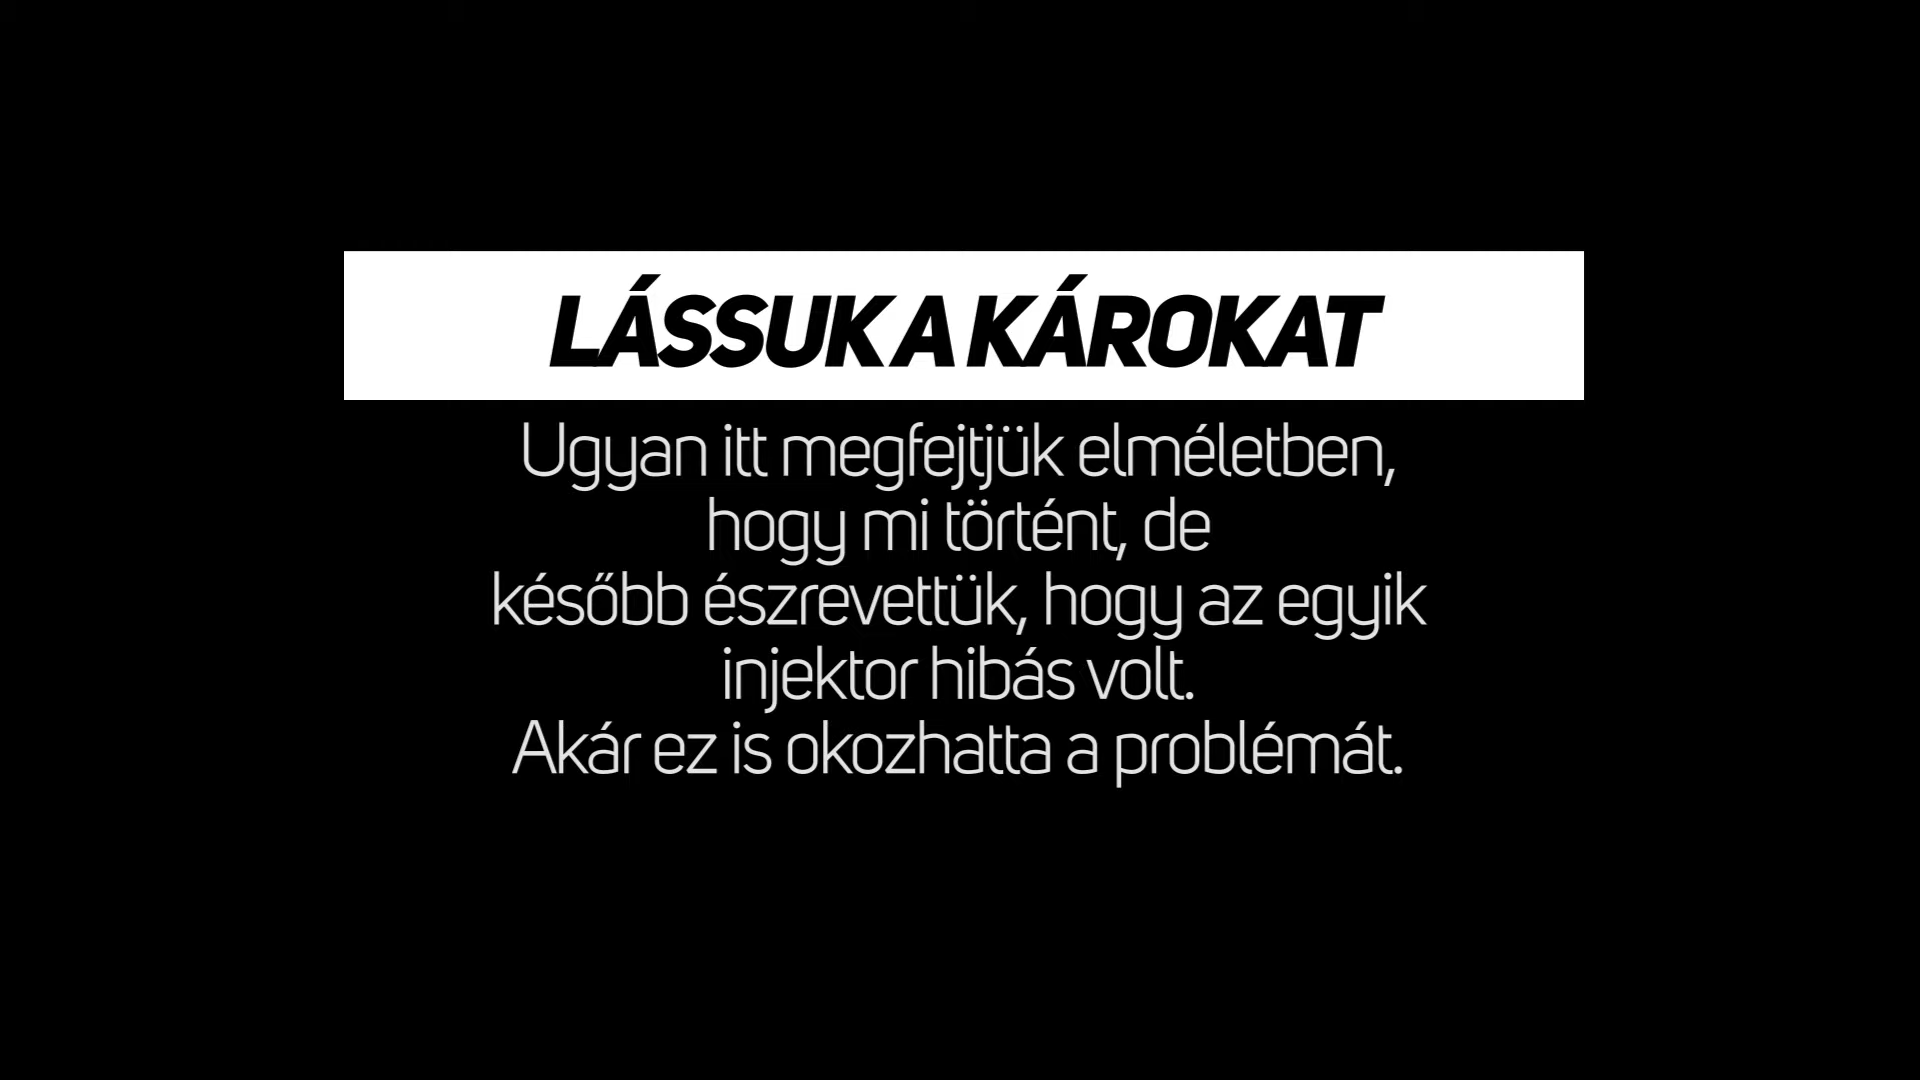 LÁSSUK A KÁROKAT
Ugyan itt megfejtjük elméletben,
hogy mi történt, de
később észrevettük, hogy az egyik
injektor hibás volt.
Akár ez is okozhatta a problémát.